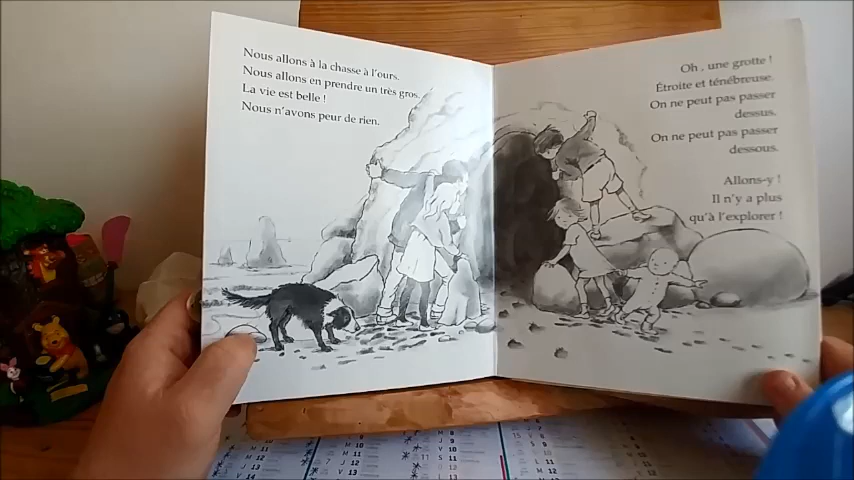 Nous allons à la chasse à l'ours.
Nous allons en prendre un très gros.
La vie est belle !
Nous n'avons peur de rien.
Oh , une grotte !
Étroite et ténébreuse.
On ne peut pas passer
dessus.
On ne peut pas passer
dessous.
Allons-y !
Il n'y a plus
qu'à l'explorer !